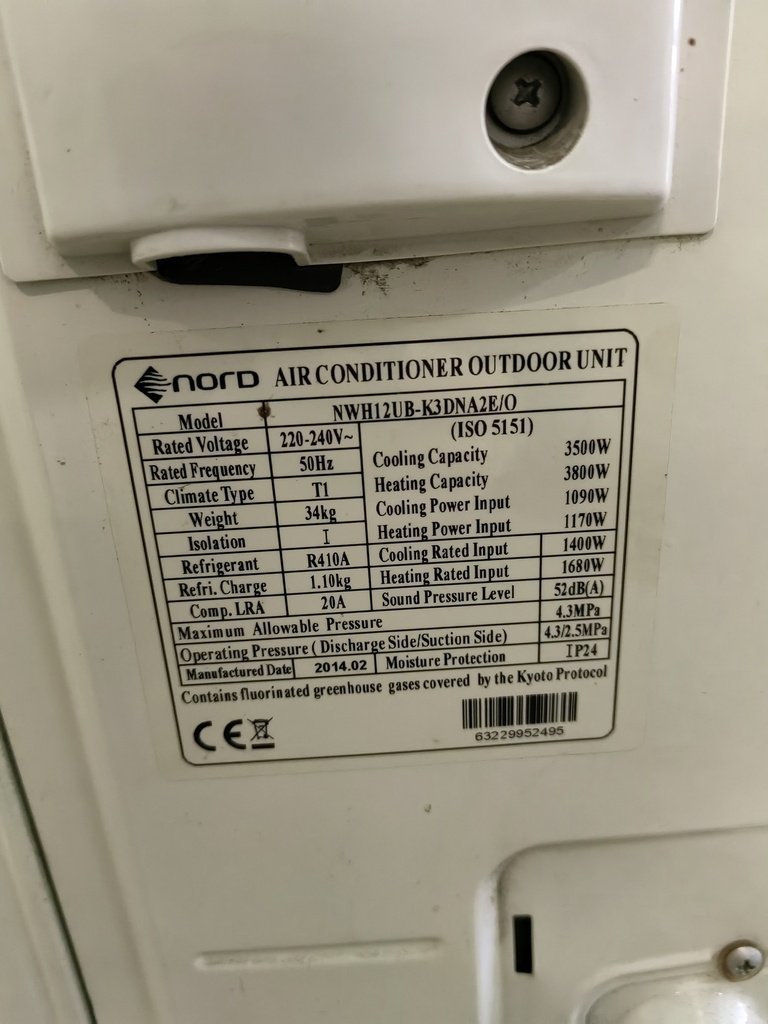 nord AIR CONDITIONER OUTDOOR UNIT
Model NWH12UB-K3DNA2E/O
Rated Voltage 220-240V~ (ISO 5151)
Rated Frequency 50Hz Cooling Capacity 3500W
Climate Type T1 Heating Capacity 3800W
Weight 34kg Cooling Power Input 1090W
Isolation I Heating Power Input 1170W
Refrigerant R410A Cooling Rated Input 1400W
Refri. Charge 1.10kg Heating Rated Input 1680W
Comp. LRA 20A Sound Pressure Level 52dB(A)
Maximum Allowable Pressure 4.3MPa
Operating Pressure ( Discharge Side/Suction Side) 4.3/2.5MPa
Manufactured Date 2014.02 Moisture Protection IP24
Contains fluorinated greenhouse gases covered by the Kyoto Protocol
CE
63229952495